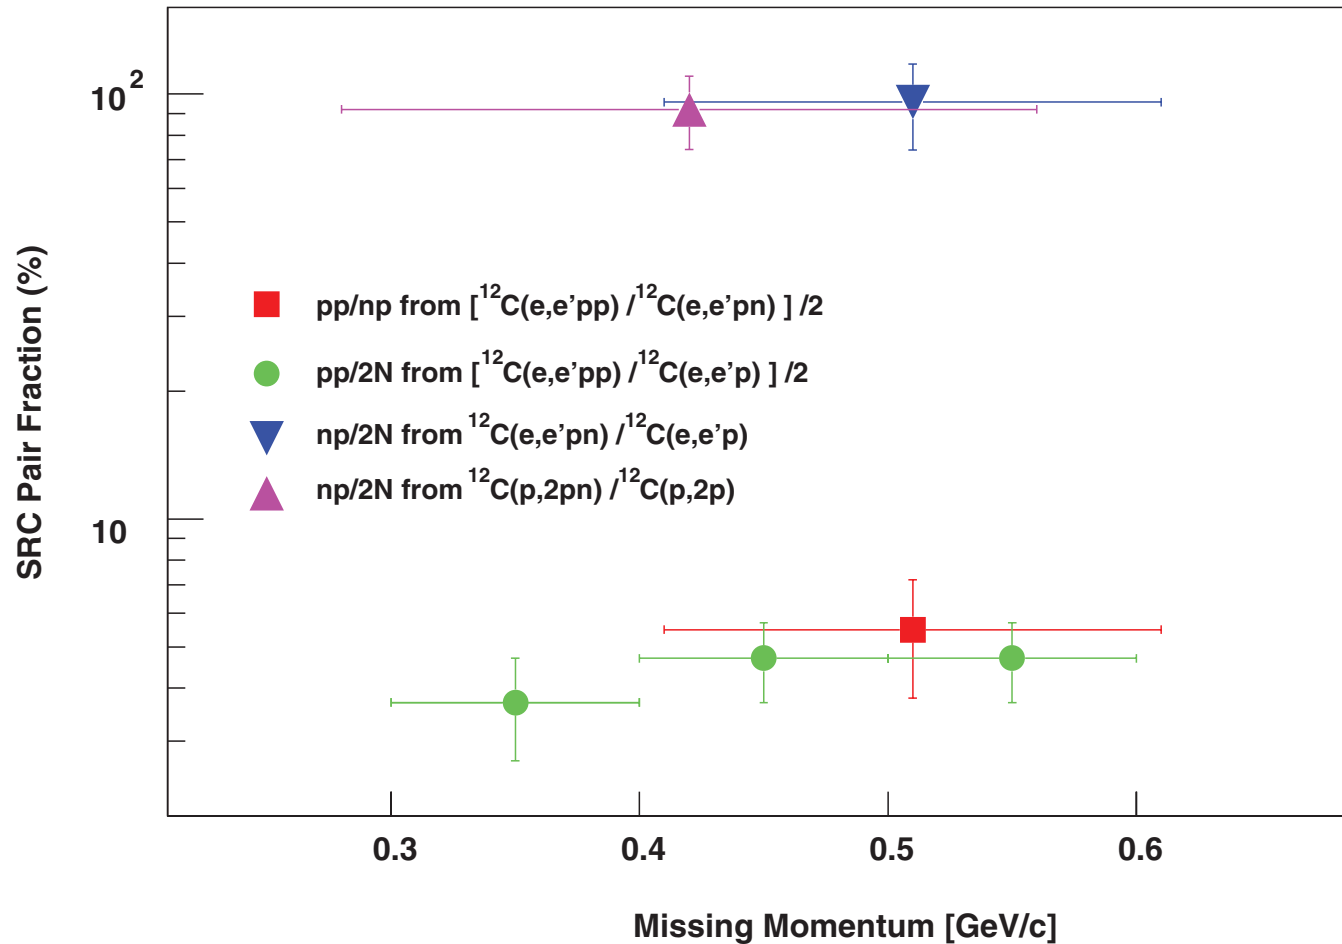 10²
SRC Pair Fraction (%)
pp/np from [¹²C(e,e’pp) /¹²C(e,e’pn) ] /2
pp/2N from [¹²C(e,e’pp) /¹²C(e,e’p) ] /2
np/2N from ¹²C(e,e’pn) /¹²C(e,e’p)
np/2N from ¹²C(p,2pn) /¹²C(p,2p)
10
0.3 0.4 0.5 0.6
Missing Momentum [GeV/c]